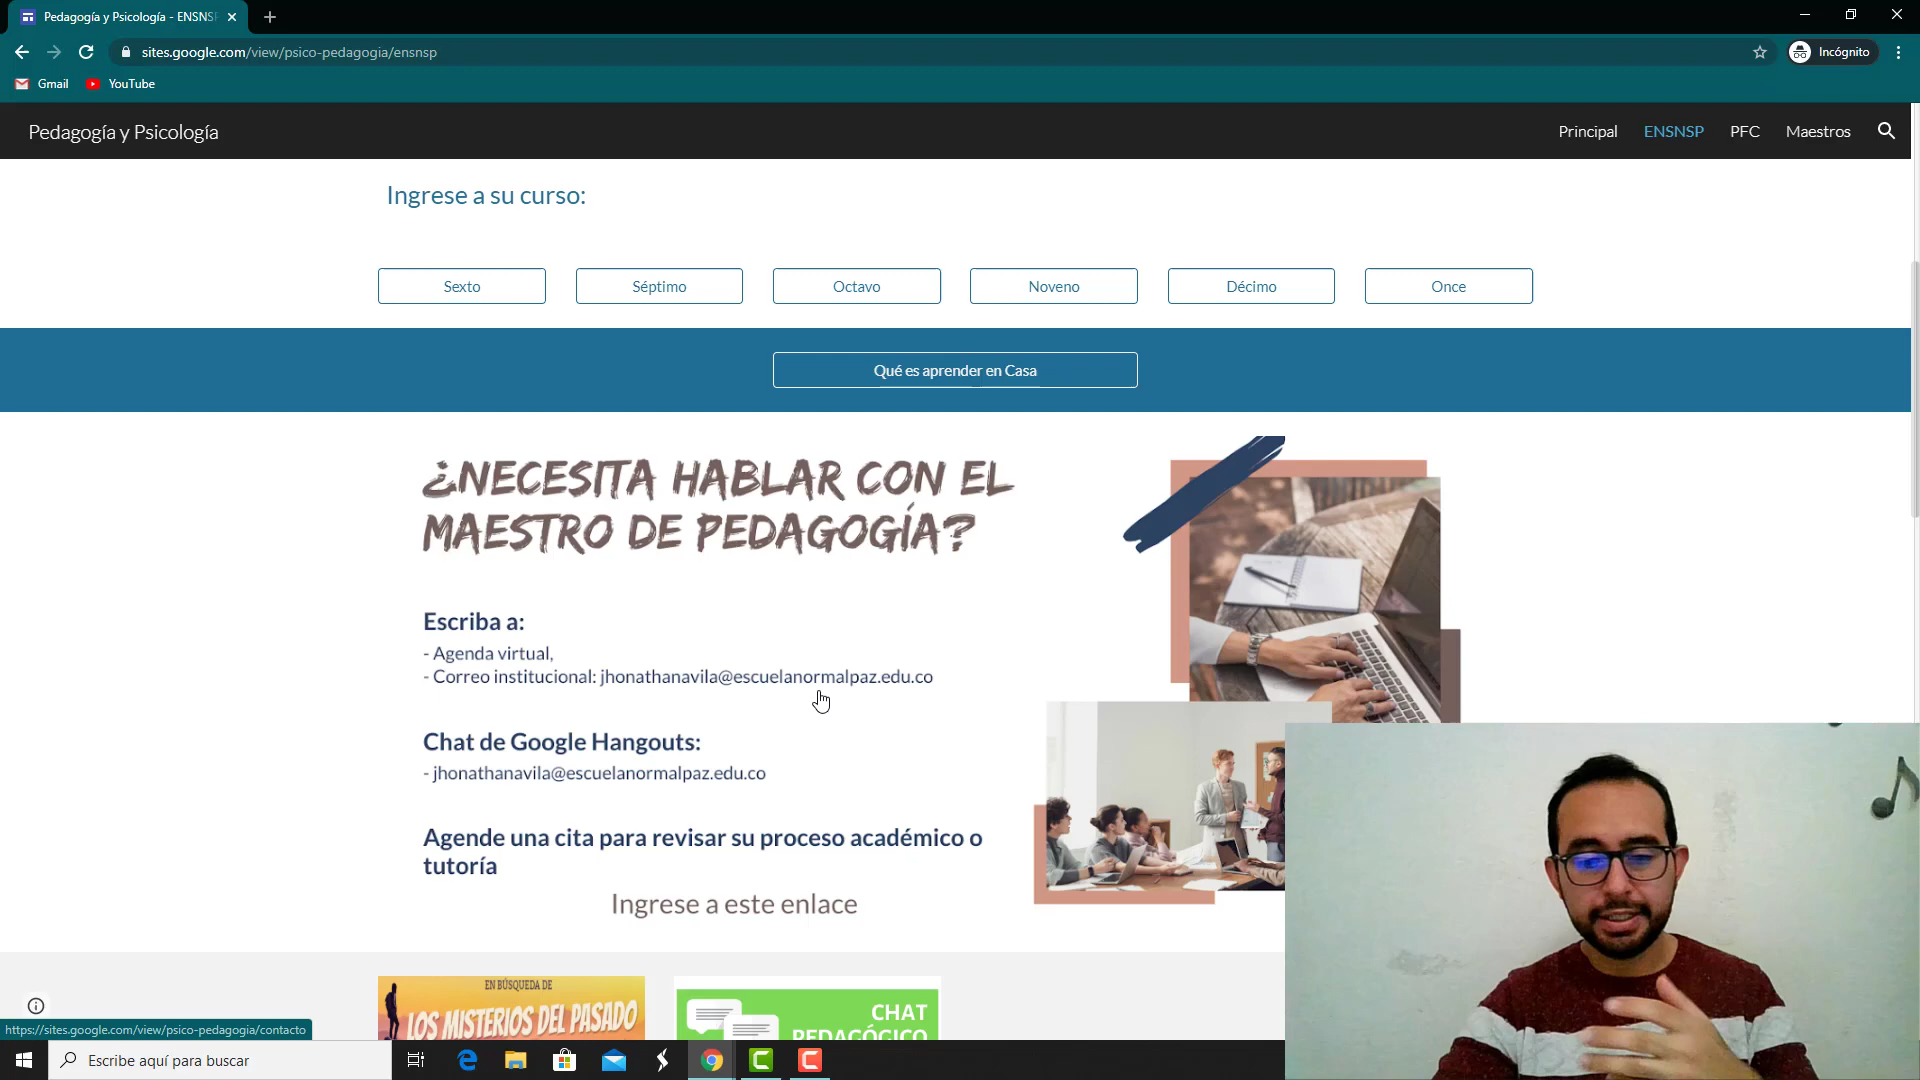 Pedagogía y Psicología - ENSNSP
sites.google.com/view/psico-pedagogia/ensnsp
Incógnito
Gmail
YouTube
Pedagogía y Psicología
Principal
ENSNSP
PFC
Maestros
Ingrese a su curso:
Sexto
Séptimo
Octavo
Noveno
Décimo
Once
Qué es aprender en Casa
¿NECESITA HABLAR CON EL
MAESTRO DE PEDAGOGÍA?
Escriba a:
- Agenda virtual,
- Correo institucional: jhonathanavila@escuelanormalpaz.edu.co
Chat de Google Hangouts:
- jhonathanavila@escuelanormalpaz.edu.co
Agende una cita para revisar su proceso académico o
tutoría
Ingrese a este enlace
EN BÚSQUEDA DE
LOS MISTERIOS DEL PASADO
CHAT
PEDAGÓGICO
https://sites.google.com/view/psico-pedagogia/contacto
Escribe aquí para buscar